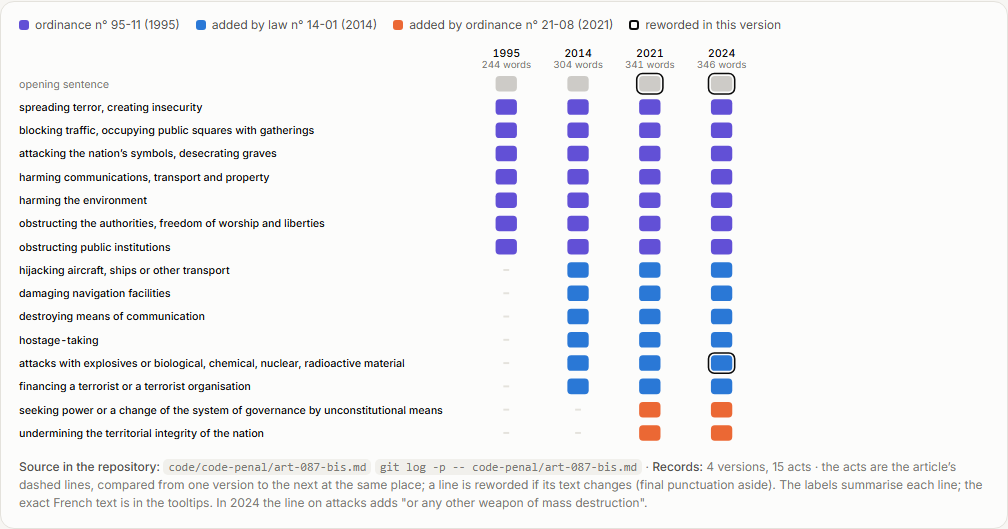 ordinance n° 95-11 (1995) added by law n° 14-01 (2014) added by ordinance n° 21-08 (2021) reworded in this version
1995 2014 2021 2024
244 words 304 words 341 words 346 words
opening sentence
spreading terror, creating insecurity
blocking traffic, occupying public squares with gatherings
attacking the nation's symbols, desecrating graves
harming communications, transport and property
harming the environment
obstructing the authorities, freedom of worship and liberties
obstructing public institutions
hijacking aircraft, ships or other transport –
damaging navigation facilities –
destroying means of communication –
hostage-taking –
attacks with explosives or biological, chemical, nuclear, radioactive material –
financing a terrorist or a terrorist organisation –
seeking power or a change of the system of governance by unconstitutional means – –
undermining the territorial integrity of the nation – –
Source in the repository: code/code-penal/art-087-bis.md git log -p -- code-penal/art-087-bis.md · Records: 4 versions, 15 acts · the acts are the article's
dashed lines, compared from one version to the next at the same place; a line is reworded if its text changes (final punctuation aside). The labels summarise each line; the
exact French text is in the tooltips. In 2024 the line on attacks adds "or any other weapon of mass destruction".